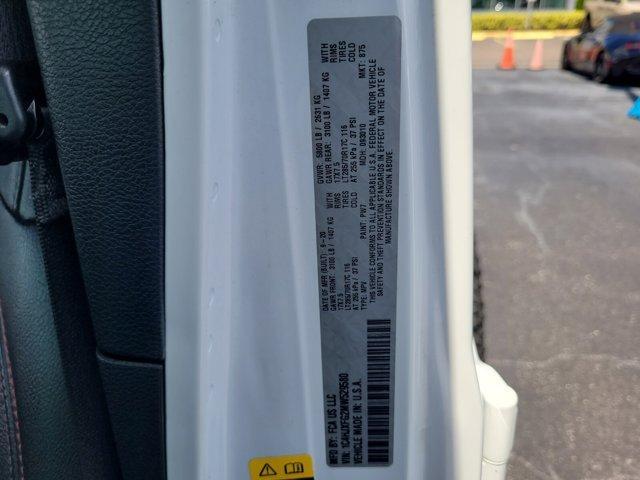 MFD BY: FCA US LLC
VIN: 1C4HJXFG2MW529580
VEHICLE MADE IN: U.S.A.
DATE OF MFR (BUILT): 9-20
GAWR FRONT: 3100 LB / 1407 KG WITH
17X7.5 RIMS
LT285/70R17C 116 TIRES
AT 255 kPa / 37 PSI COLD
TYPE: MPV PAINT: PW7
GVWR: 5800 LB / 2631 KG
GAWR REAR: 3100 LB / 1407 KG WITH
17X7.5 RIMS
LT285/70R17C 116 TIRES
AT 255 kPa / 37 PSI COLD
MDH: 093010 MKT: 875
THIS VEHICLE CONFORMS TO ALL APPLICABLE U.S.A. FEDERAL MOTOR VEHICLE
SAFETY AND THEFT PREVENTION STANDARDS IN EFFECT ON THE DATE OF
MANUFACTURE SHOWN ABOVE.